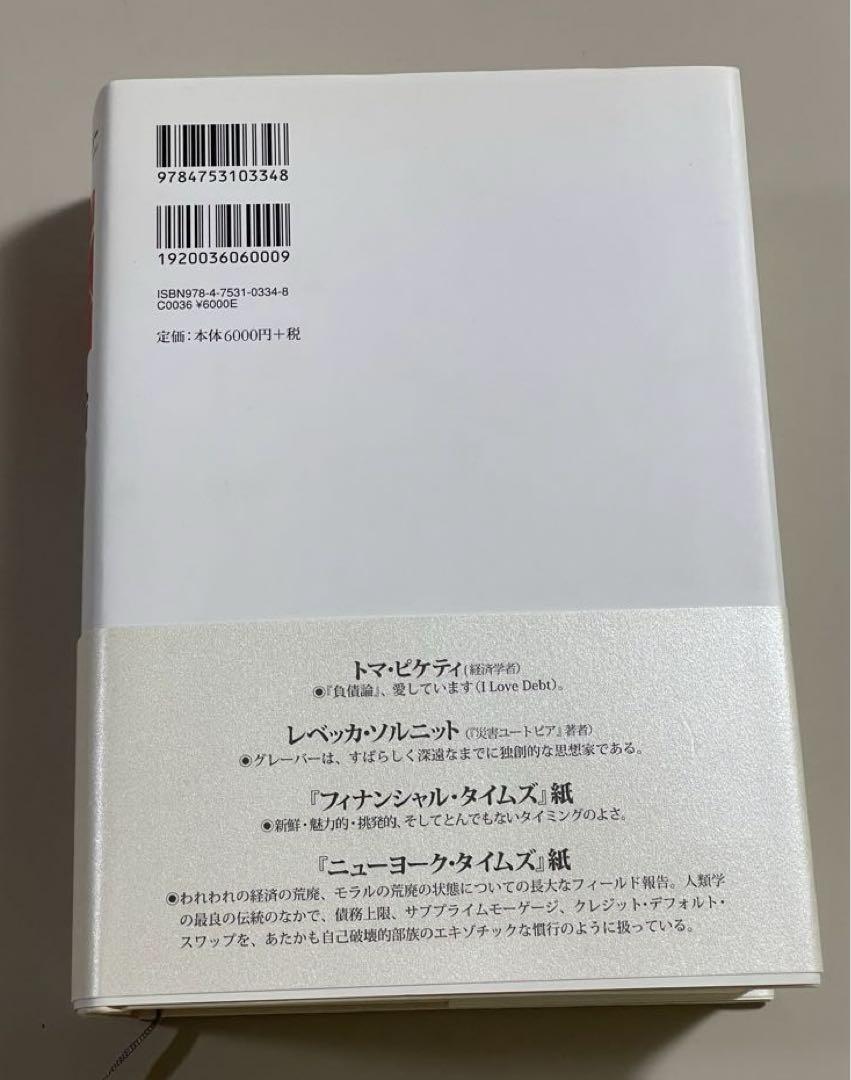 9784753103348
1920036060009
ISBN978-4-7531-0334-8
C0036 ¥6000E
定価：本体6000円＋税
トマ・ピケティ（経済学者）
◉『負債論』、愛しています（I Love Debt）。
レベッカ・ソルニット（『災害ユートピア』著者）
◉グレーバーは、すばらしく深遠なまでに独創的な思想家である。
『フィナンシャル・タイムズ』紙
◉新鮮・魅力的・挑発的、そしてとんでもないタイミングのよさ。
『ニューヨーク・タイムズ』紙
◉われわれの経済の荒廃、モラルの荒廃の状態についての長大なフィールド報告。人類学
の最良の伝統のなかで、債務上限、サブプライムモーゲージ、クレジット・デフォルト・
スワップを、あたかも自己破壊的部族のエキゾチックな慣行のように扱っている。